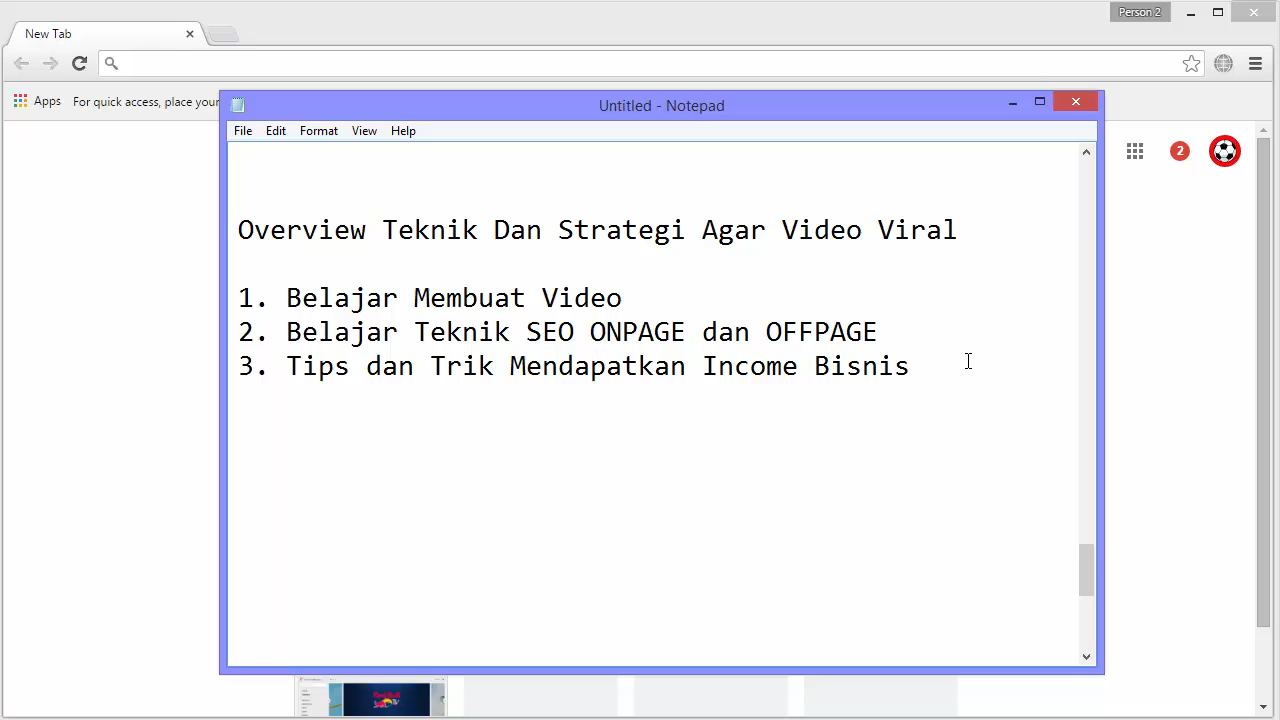 Person 2
New Tab
Apps
For quick access, place your
Untitled - Notepad
File Edit Format View Help
2
Overview Teknik Dan Strategi Agar Video Viral
1. Belajar Membuat Video
2. Belajar Teknik SEO ONPAGE dan OFFPAGE
3. Tips dan Trik Mendapatkan Income Bisnis
Red Bull